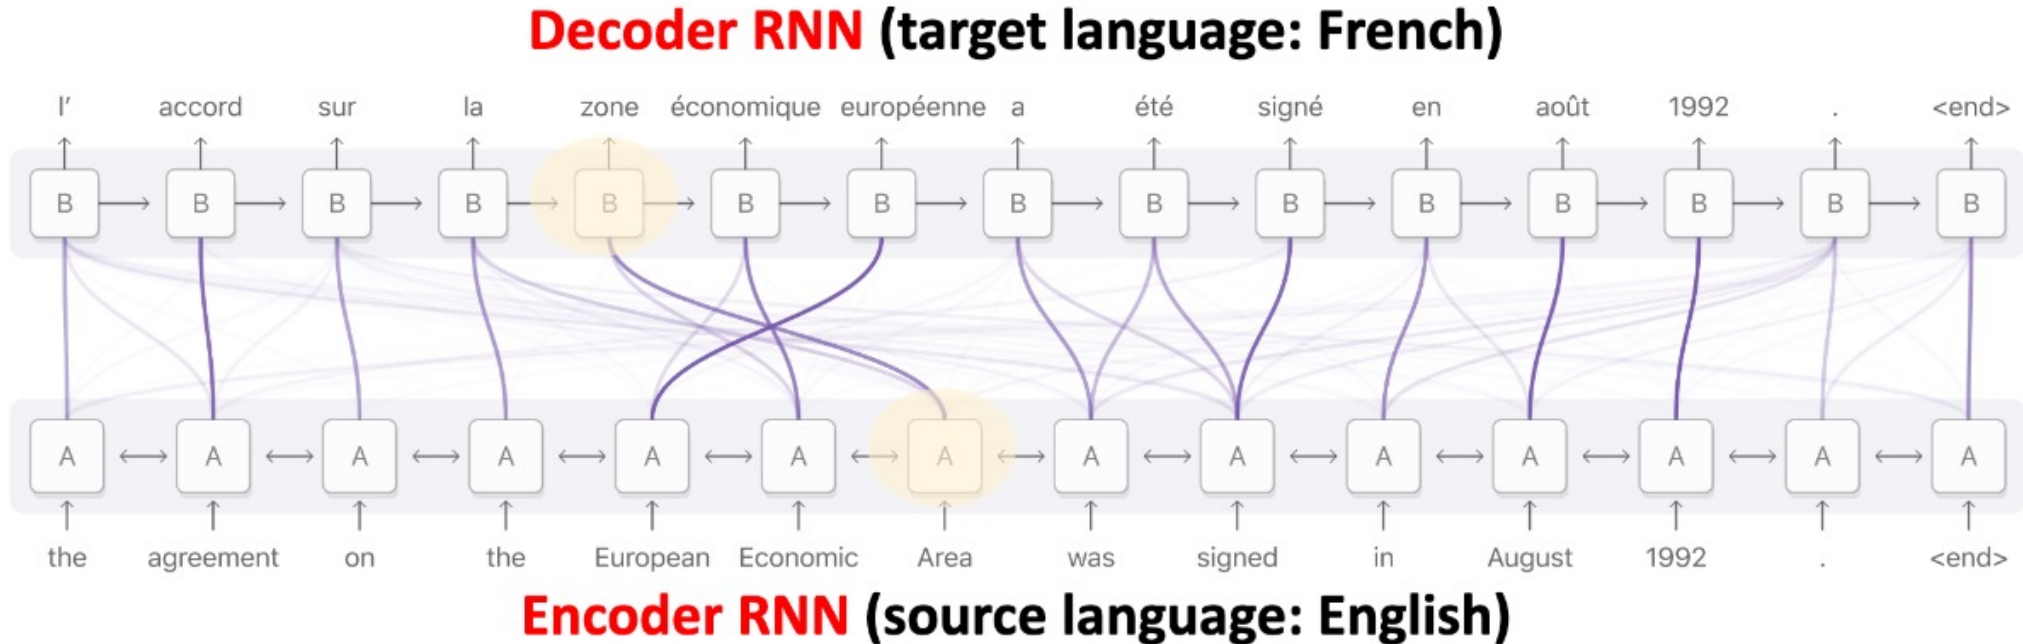 Decoder RNN (target language: French)
l’ accord sur la zone économique européenne a été signé en août 1992 . <end>
B B B B B B B B B B B B B B B
A A A A A A A A A A A A A A
the agreement on the European Economic Area was signed in August 1992 . <end>
Encoder RNN (source language: English)